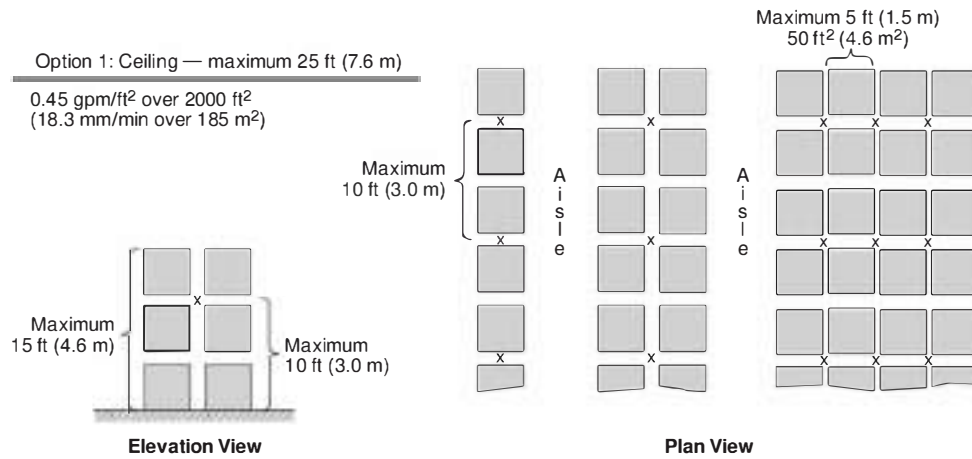 Option 1: Ceiling — maximum 25 ft (7.6 m)
0.45 gpm/ft² over 2000 ft²
(18.3 mm/min over 185 m²)
Maximum
15 ft (4.6 m)
x
Maximum
10 ft (3.0 m)
Elevation View
Maximum 5 ft (1.5 m)
50 ft² (4.6 m²)
Maximum
10 ft (3.0 m)
x
x
x
A
i
s
l
e
x
x
x
A
i
s
l
e
x x x
x x x
x x x
Plan View